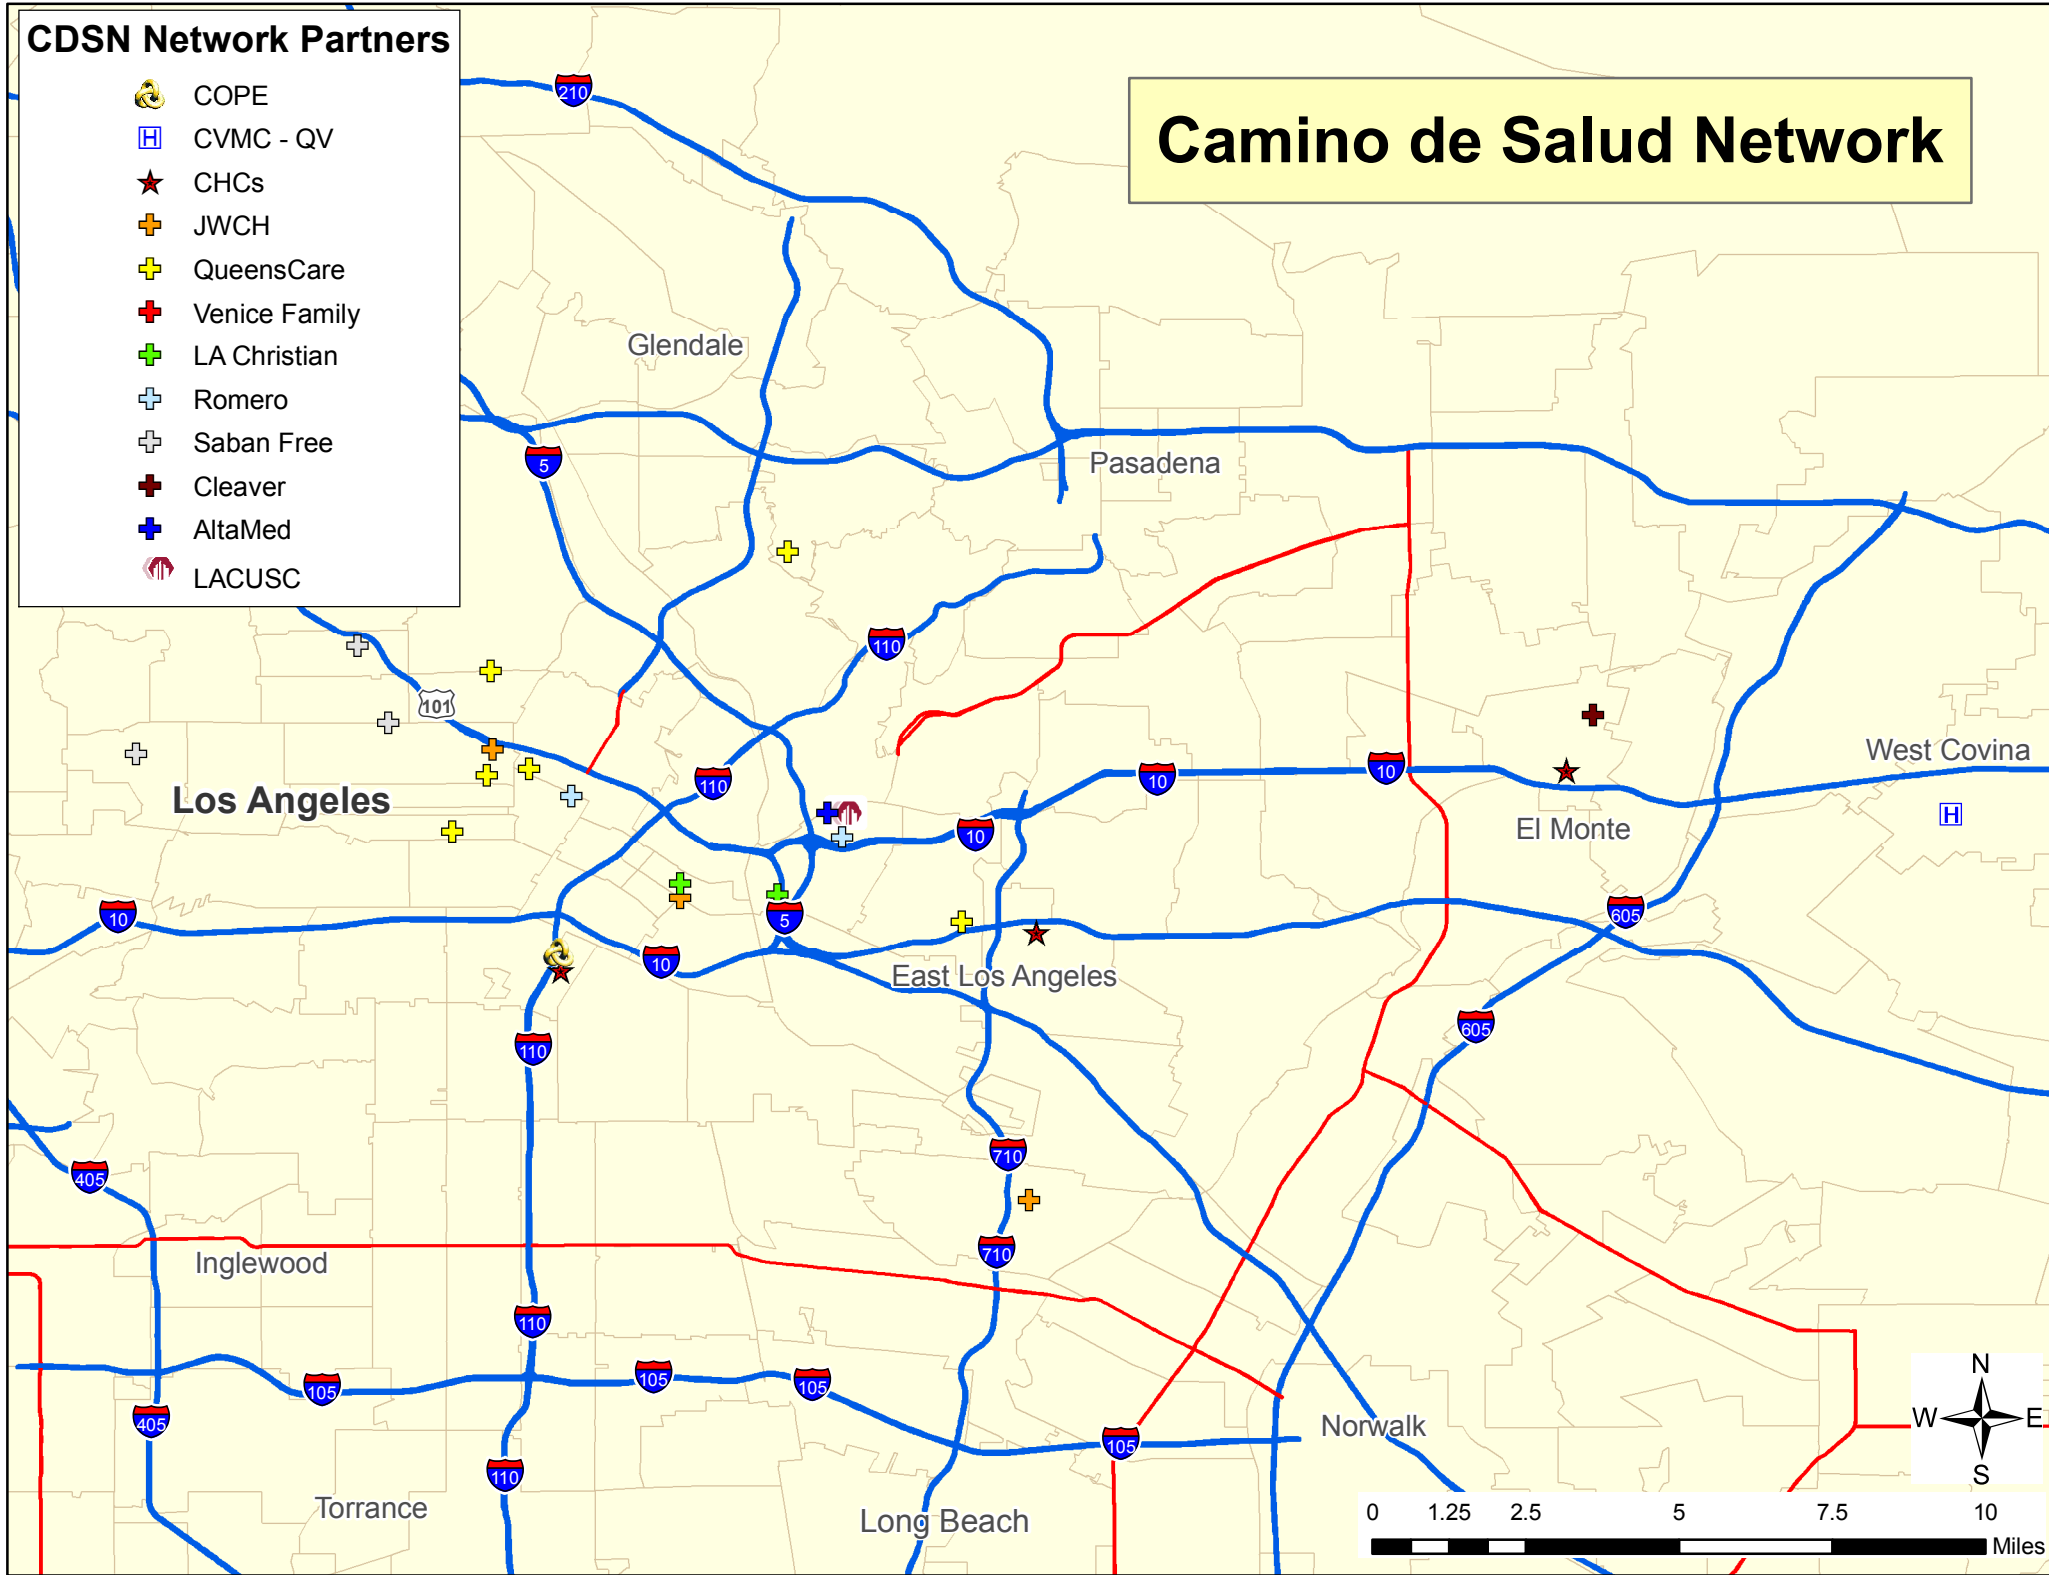 CDSN Network Partners
COPE
H CVMC - QV
CHCs
JWCH
QueensCare
Venice Family
LA Christian
Romero
Saban Free
Cleaver
AltaMed
LACUSC
Camino de Salud Network
210
Glendale
5
Pasadena
110
101
West Covina
Los Angeles
110
10
10
10
H
El Monte
10
5
605
10
East Los Angeles
605
110
710
405
Inglewood
710
110
105
105
105
405
110
105
Norwalk
Torrance
Long Beach
N
W E
S
0 1.25 2.5 5 7.5 10
Miles